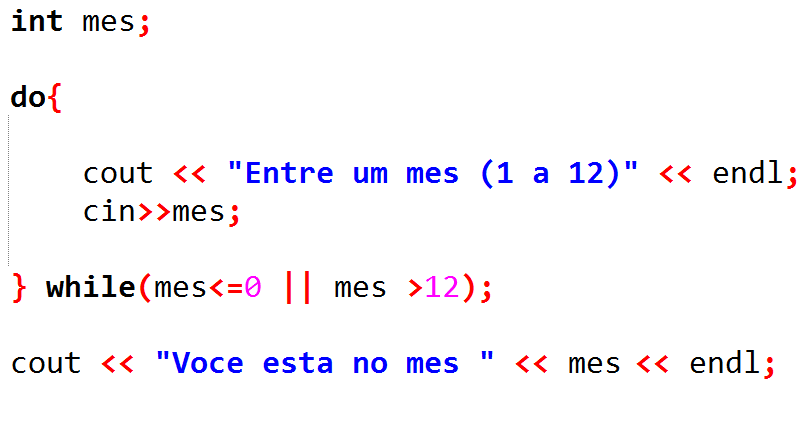 int mes;
do{
cout << "Entre um mes (1 a 12)" << endl;
cin>>mes;
} while(mes<=0 || mes >12);
cout << "Voce esta no mes " << mes << endl;